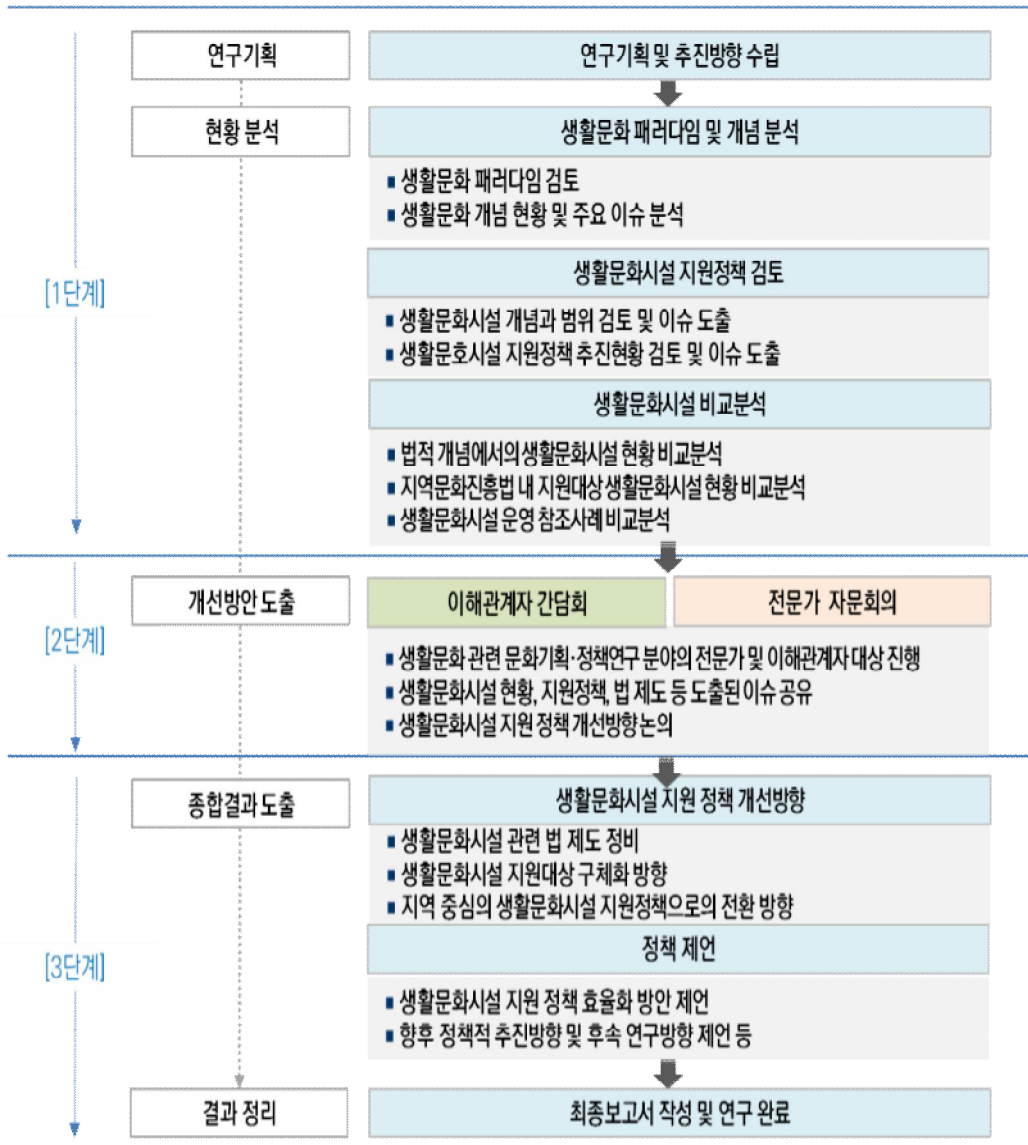 연구기획
연구기획 및 추진방향 수립
현황 분석
생활문화 패러다임 및 개념 분석
▪ 생활문화 패러다임 검토
▪ 생활문화 개념 현황 및 주요 이슈 분석
[1단계]
생활문화시설 지원정책 검토
▪ 생활문화시설 개념과 범위 검토 및 이슈 도출
▪ 생활문호시설 지원정책 추진현황 검토 및 이슈 도출
생활문화시설 비교분석
▪ 법적 개념에서의 생활문화시설 현황 비교분석
▪ 지역문화진흥법 내 지원대상 생활문화시설 현황 비교분석
▪ 생활문화시설 운영 참조사례 비교분석
[2단계]
개선방안 도출
이해관계자 간담회
전문가 자문회의
▪ 생활문화 관련 문화기획·정책연구 분야의 전문가 및 이해관계자 대상 진행
▪ 생활문화시설 현황, 지원정책, 법 제도 등 도출된 이슈 공유
▪ 생활문화시설 지원 정책 개선방향 논의
[3단계]
종합결과 도출
생활문화시설 지원 정책 개선방향
▪ 생활문화시설 관련 법 제도 정비
▪ 생활문화시설 지원대상 구체화 방향
▪ 지역 중심의 생활문화시설 지원정책으로의 전환 방향
정책 제언
▪ 생활문화시설 지원 정책 효율화 방안 제언
▪ 향후 정책적 추진방향 및 후속 연구방향 제언 등
결과 정리
최종보고서 작성 및 연구 완료